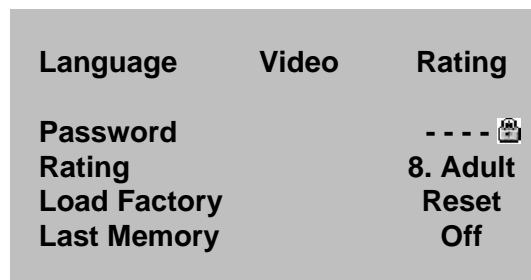 Language Video Rating
Password - - - -
Rating 8. Adult
Load Factory Reset
Last Memory Off